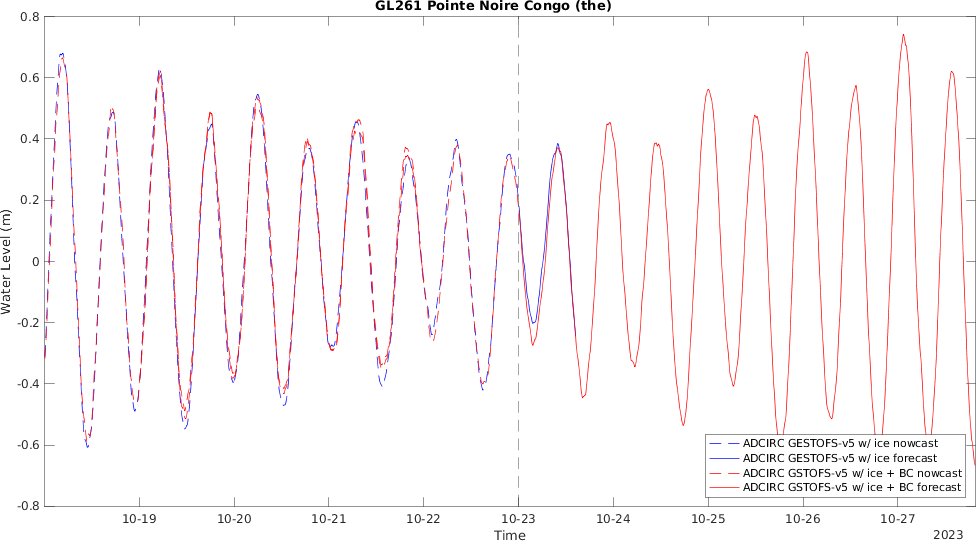 GL261 Pointe Noire Congo (the)
0.8
0.6
0.4
0.2
0
-0.2
-0.4
-0.6
-0.8
Water Level (m)
ADCIRC GESTOFS-v5 w/ ice nowcast
ADCIRC GESTOFS-v5 w/ ice forecast
ADCIRC GSTOFS-v5 w/ ice + BC nowcast
ADCIRC GSTOFS-v5 w/ ice + BC forecast
10-19 10-20 10-21 10-22 10-23 10-24 10-25 10-26 10-27
Time
2023